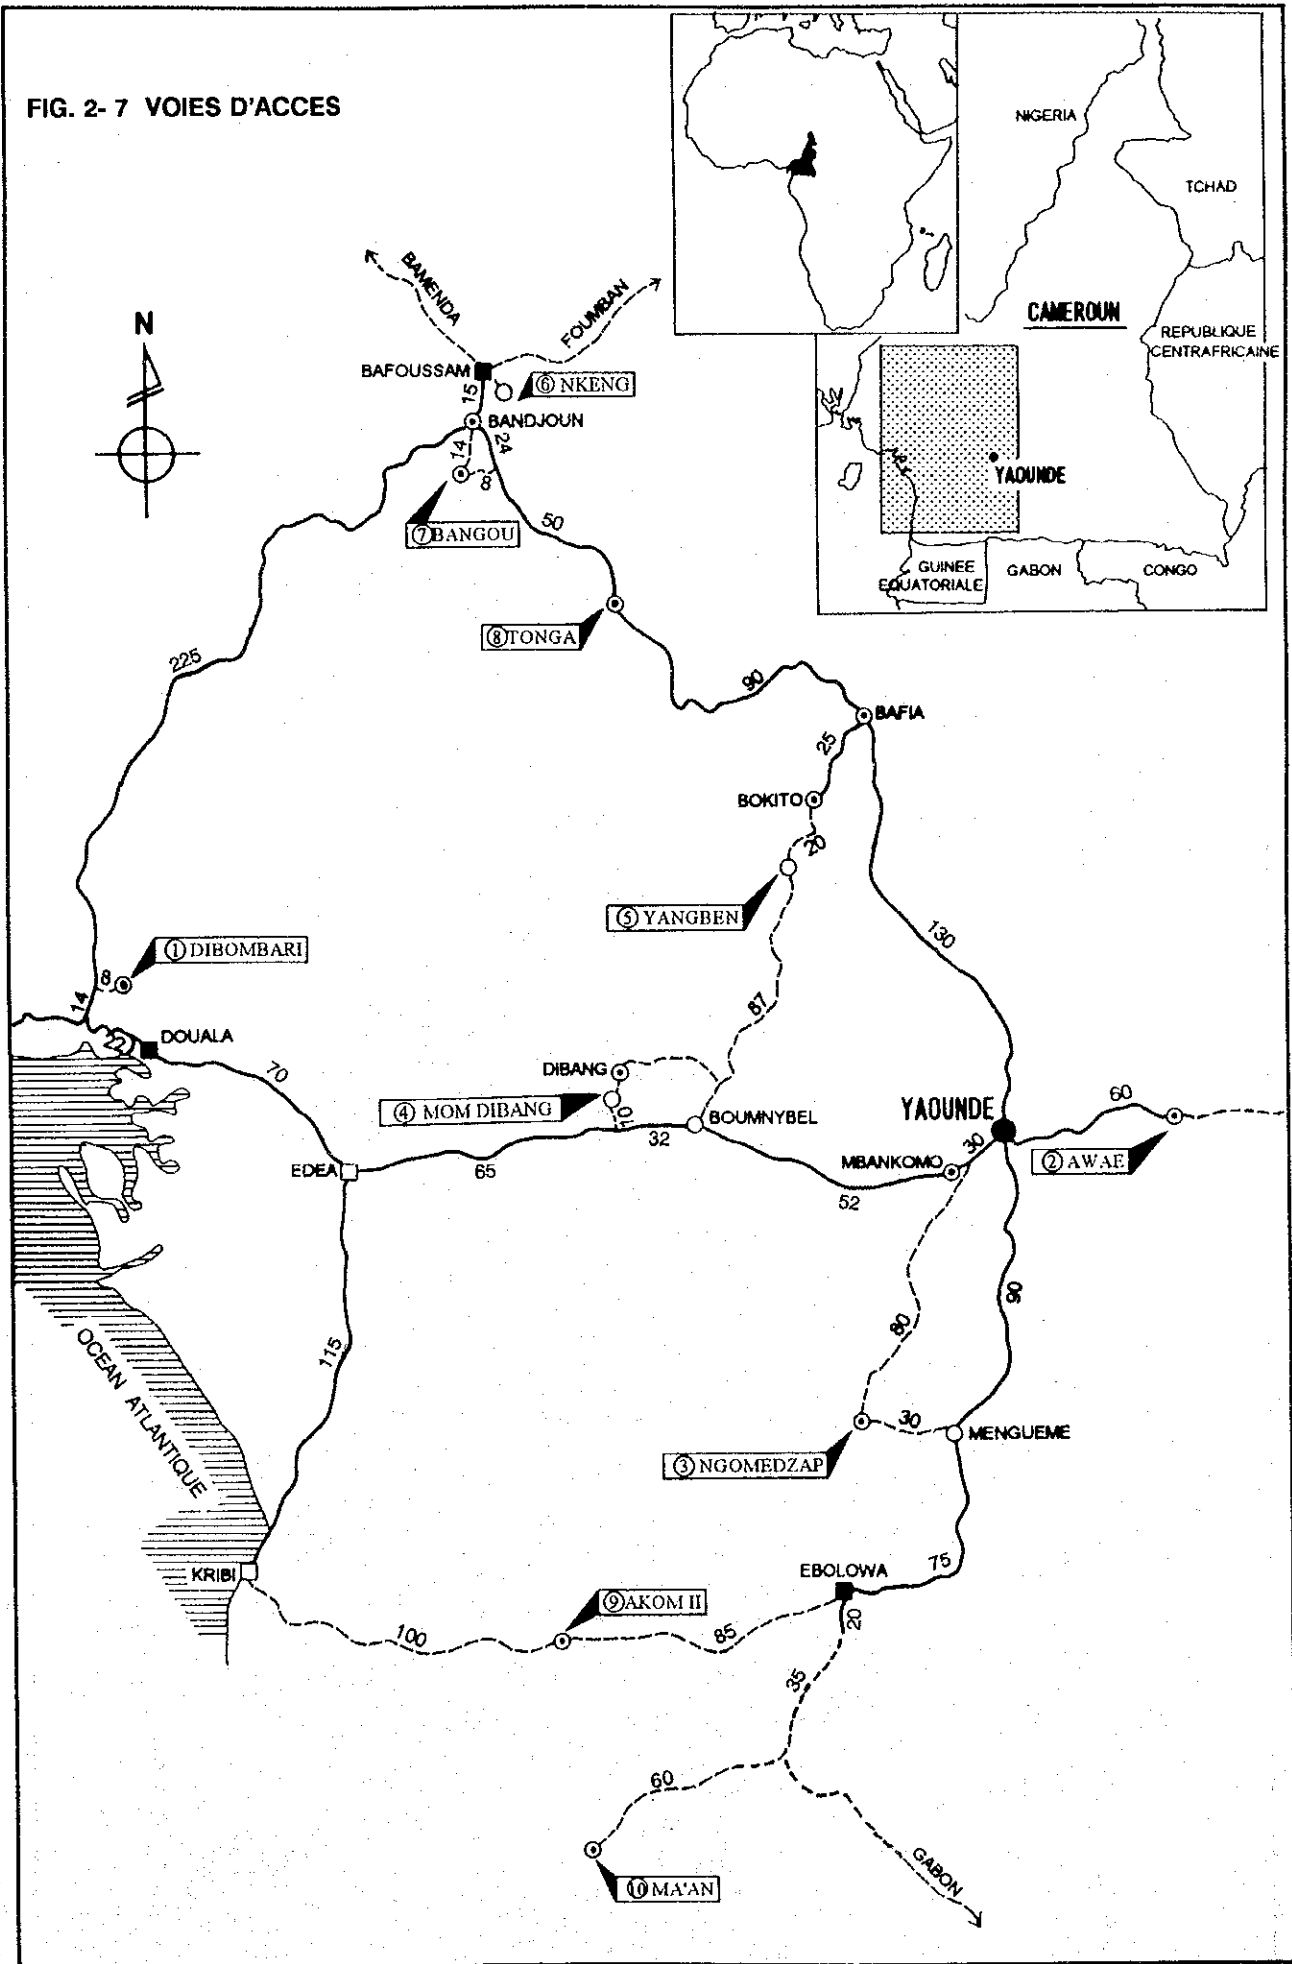 FIG. 2-7 VOIES D'ACCES
NIGERIA
TCHAD
CAMEROUN
REPUBLIQUE
CENTRAFRICAINE
YAOUNDE
GUINEE
EQUATORIALE
GABON
CONGO
N
BAMENDA
FOUMBAN
BAFOUSSAM
⑥ NKENG
15
BANDJOUN
14
24
8
⑦BANGOU
50
⑧TONGA
225
90
BAFIA
25
BOKITO
20
⑤ YANGBEN
130
① DIBOMBARI
8
14
22
DOUALA
70
87
DIBANG
④ MOM DIBANG
10
BOUMNYBEL
32
YAOUNDE
60
② AWAE
30
MBANKOMO
EDEA
65
52
90
80
115
OCEAN ATLANTIQUE
30
MENGUEME
③ NGOMEDZAP
KRIBI
EBOLOWA
75
⑨AKOM II
20
100
85
35
60
GABON
⑩ MA'AN